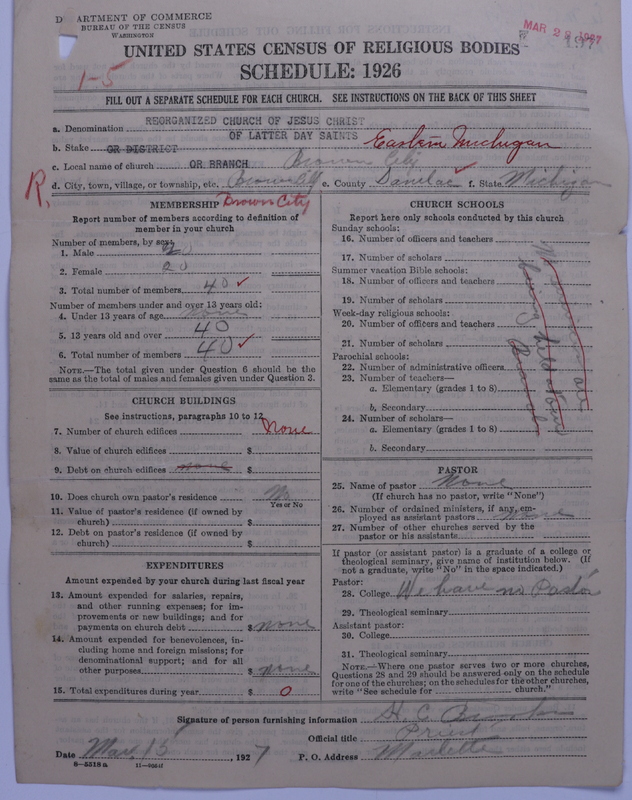 DEPARTMENT OF COMMERCE
BUREAU OF THE CENSUS
WASHINGTON
MAR 28 1927
UNITED STATES CENSUS OF RELIGIOUS BODIES
SCHEDULE: 1926
1-5
FILL OUT A SEPARATE SCHEDULE FOR EACH CHURCH. SEE INSTRUCTIONS ON THE BACK OF THIS SHEET
REORGANIZED CHURCH OF JESUS CHRIST
a. Denomination
OF LATTER DAY SAINTS
b. Stake OR DISTRICT Eastern Michigan
c. Local name of church OR BRANCH Brown City
R. d. City, town, village, or township, etc. Brown City e. County Sanilac f. State Michigan
Brown City
MEMBERSHIP
Report number of members according to definition of member in your church
Number of members, by sex:
1. Male 20
2. Female 20
3. Total number of members 40 ✓
Number of members under and over 13 years old:
4. Under 13 years of age none
5. 13 years old and over 40
6. Total number of members 40 ✓
NOTE.—The total given under Question 6 should be the same as the total of males and females given under Question 3.
CHURCH BUILDINGS
See instructions, paragraphs 10 to 12
7. Number of church edifices None
8. Value of church edifices $
9. Debt on church edifices none $
10. Does church own pastor's residence No
Yes or No
11. Value of pastor's residence (if owned by church) $
12. Debt on pastor's residence (if owned by church) $
EXPENDITURES
Amount expended by your church during last fiscal year
13. Amount expended for salaries, repairs, and other running expenses; for improvements or new buildings; and for payments on church debt $ none
14. Amount expended for benevolences, including home and foreign missions; for denominational support; and for all other purposes $ none
15. Total expenditures during year $ 0
CHURCH SCHOOLS
Report here only schools conducted by this church
Sunday schools:
16. Number of officers and teachers
17. Number of scholars
Summer vacation Bible schools:
18. Number of officers and teachers
19. Number of scholars
Week-day religious schools:
20. Number of officers and teachers
21. Number of scholars
Parochial schools:
22. Number of administrative officers
23. Number of teachers—
a. Elementary (grades 1 to 8)
b. Secondary
24. Number of scholars—
a. Elementary (grades 1 to 8)
b. Secondary
PASTOR
25. Name of pastor None
(If church has no pastor, write "None")
26. Number of ordained ministers, if any, employed as assistant pastors none
27. Number of other churches served by the pastor or his assistants
If pastor (or assistant pastor) is a graduate of a college or theological seminary, give name of institution below. (If not a graduate, write "No" in the space indicated.)
Pastor:
28. College We have no Pastor
29. Theological seminary
Assistant pastor:
30. College
31. Theological seminary
NOTE.—Where one pastor serves two or more churches, Questions 28 and 29 should be answered only on the schedule for one of the churches; on the schedules for the other churches, write "See schedule for church."
Signature of person furnishing information
Official title Priest
Date Mar 15 1927 P. O. Address Marlette
8-5518a 11-9054f